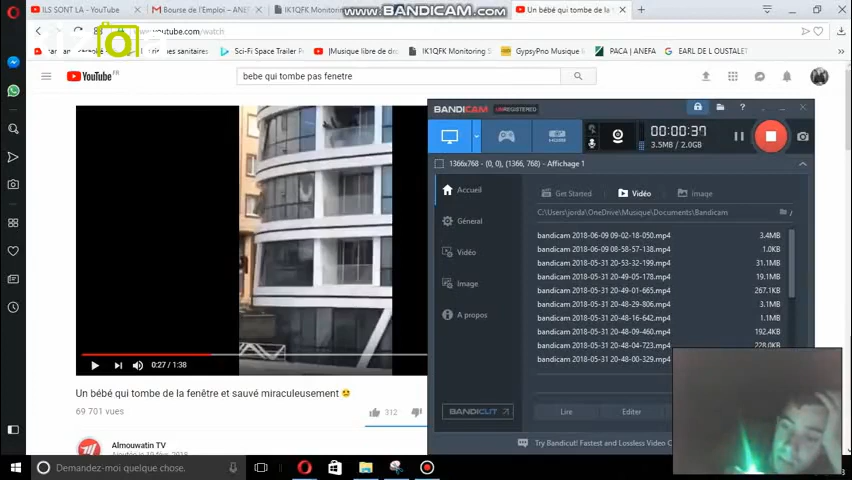 WWW.BANDICAM.COM
ILS SONT LA - YouTube
Bourse de l'Emploi – ANEF
IK1QFK Monitoring
Un bébé qui tombe de la f
youtube.com/watch
sanitaires
Sci-Fi Space Trailer
[Musique libre de
IK1QFK Monitoring S
GypsyPno Musique
PACA | ANEFA
EARL DE L OUSTALET
YouTube FR
bebe qui tombe pas fenetre
BANDICAM UNREGISTERED
00:00:37
3.5MB / 2.0GB
1366x768 - (0, 0), (1366, 768) - Affichage 1
Accueil
Géneral
Vidéo
Image
A propos
BANDICUT
Get Started
Vidéo
Image
C:\Users\jorda\OneDrive\Musique\Documents\Bandicam
bandicam 2018-06-09 09-02-18-050.mp4 3.4MB
bandicam 2018-06-09 08-58-57-138.mp4 1.0KB
bandicam 2018-05-31 20-53-32-199.mp4 31.1MB
bandicam 2018-05-31 20-49-05-178.mp4 19.1MB
bandicam 2018-05-31 20-49-01-665.mp4 267.1KB
bandicam 2018-05-31 20-48-29-806.mp4 3.1MB
bandicam 2018-05-31 20-48-16-642.mp4 1.1MB
bandicam 2018-05-31 20-48-09-460.mp4 192.4KB
bandicam 2018-05-31 20-48-04-723.mp4 228.0KB
bandicam 2018-05-31 20-48-00-329.mp4
Lire
Editer
Try Bandicut! Fastest and Lossless Video
0:27 / 1:38
Un bébé qui tombe de la fenêtre et sauvé miraculeusement
69 701 vues
312
Almouwatin TV
Demandez-moi quelque chose.